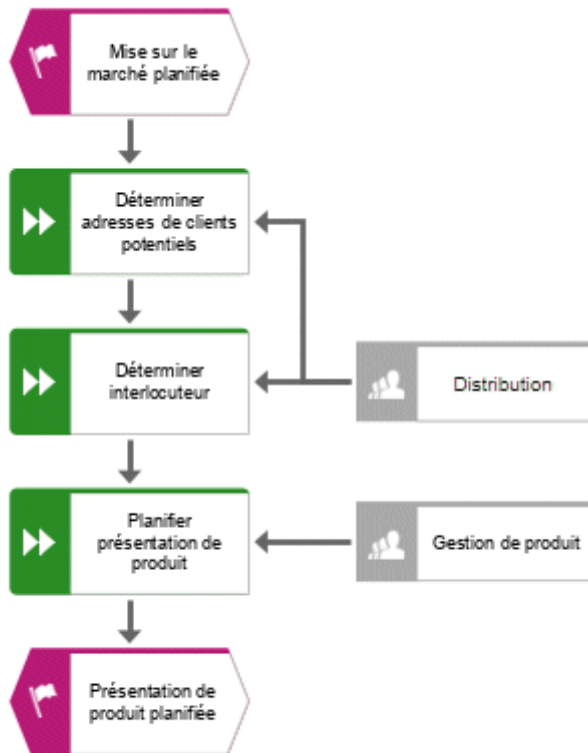 Mise sur le
marché planifiée
Déterminer
adresses de clients
potentiels
Déterminer
interlocuteur
Distribution
Planifier
présentation de
produit
Gestion de produit
Présentation de
produit planifiée